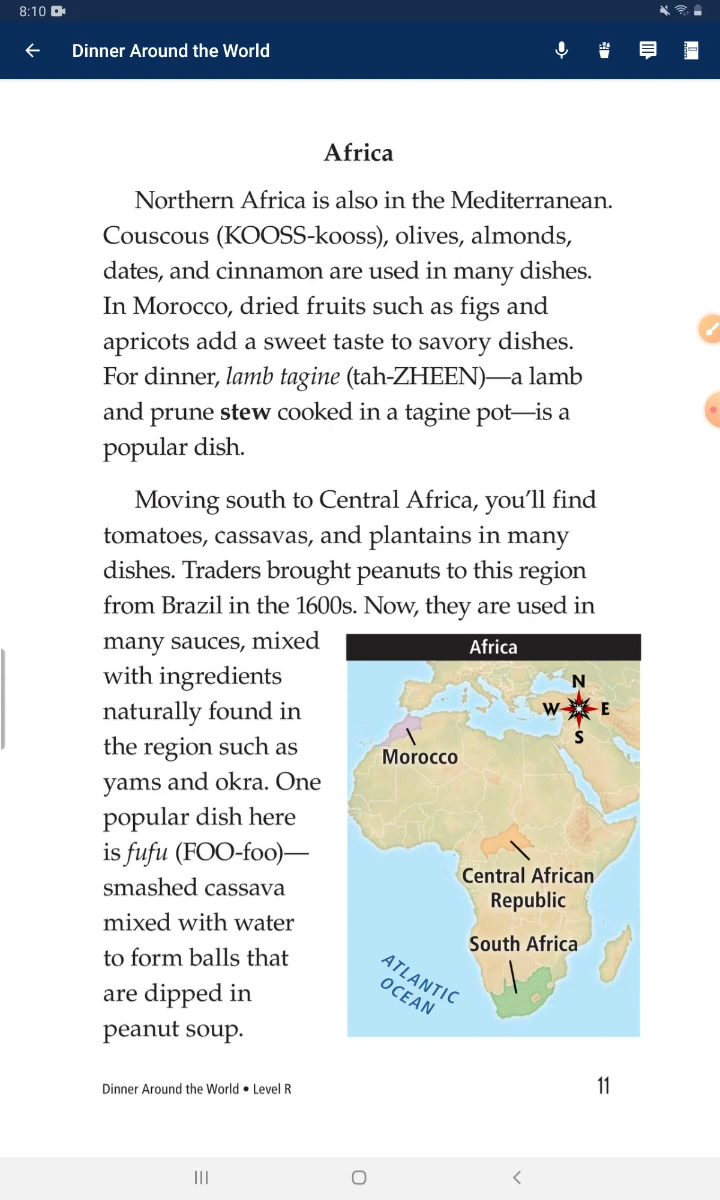 8:10
Dinner Around the World
Africa
Northern Africa is also in the Mediterranean.
Couscous (KOOSS-kooss), olives, almonds,
dates, and cinnamon are used in many dishes.
In Morocco, dried fruits such as figs and
apricots add a sweet taste to savory dishes.
For dinner, lamb tagine (tah-ZHEEN)—a lamb
and prune stew cooked in a tagine pot—is a
popular dish.
Moving south to Central Africa, you’ll find
tomatoes, cassavas, and plantains in many
dishes. Traders brought peanuts to this region
from Brazil in the 1600s. Now, they are used in
many sauces, mixed
with ingredients
naturally found in
the region such as
yams and okra. One
popular dish here
is fufu (FOO-foo)—
smashed cassava
mixed with water
to form balls that
are dipped in
peanut soup.
Africa
N
W E
S
Morocco
Central African
Republic
South Africa
ATLANTIC
OCEAN
Dinner Around the World • Level R
11